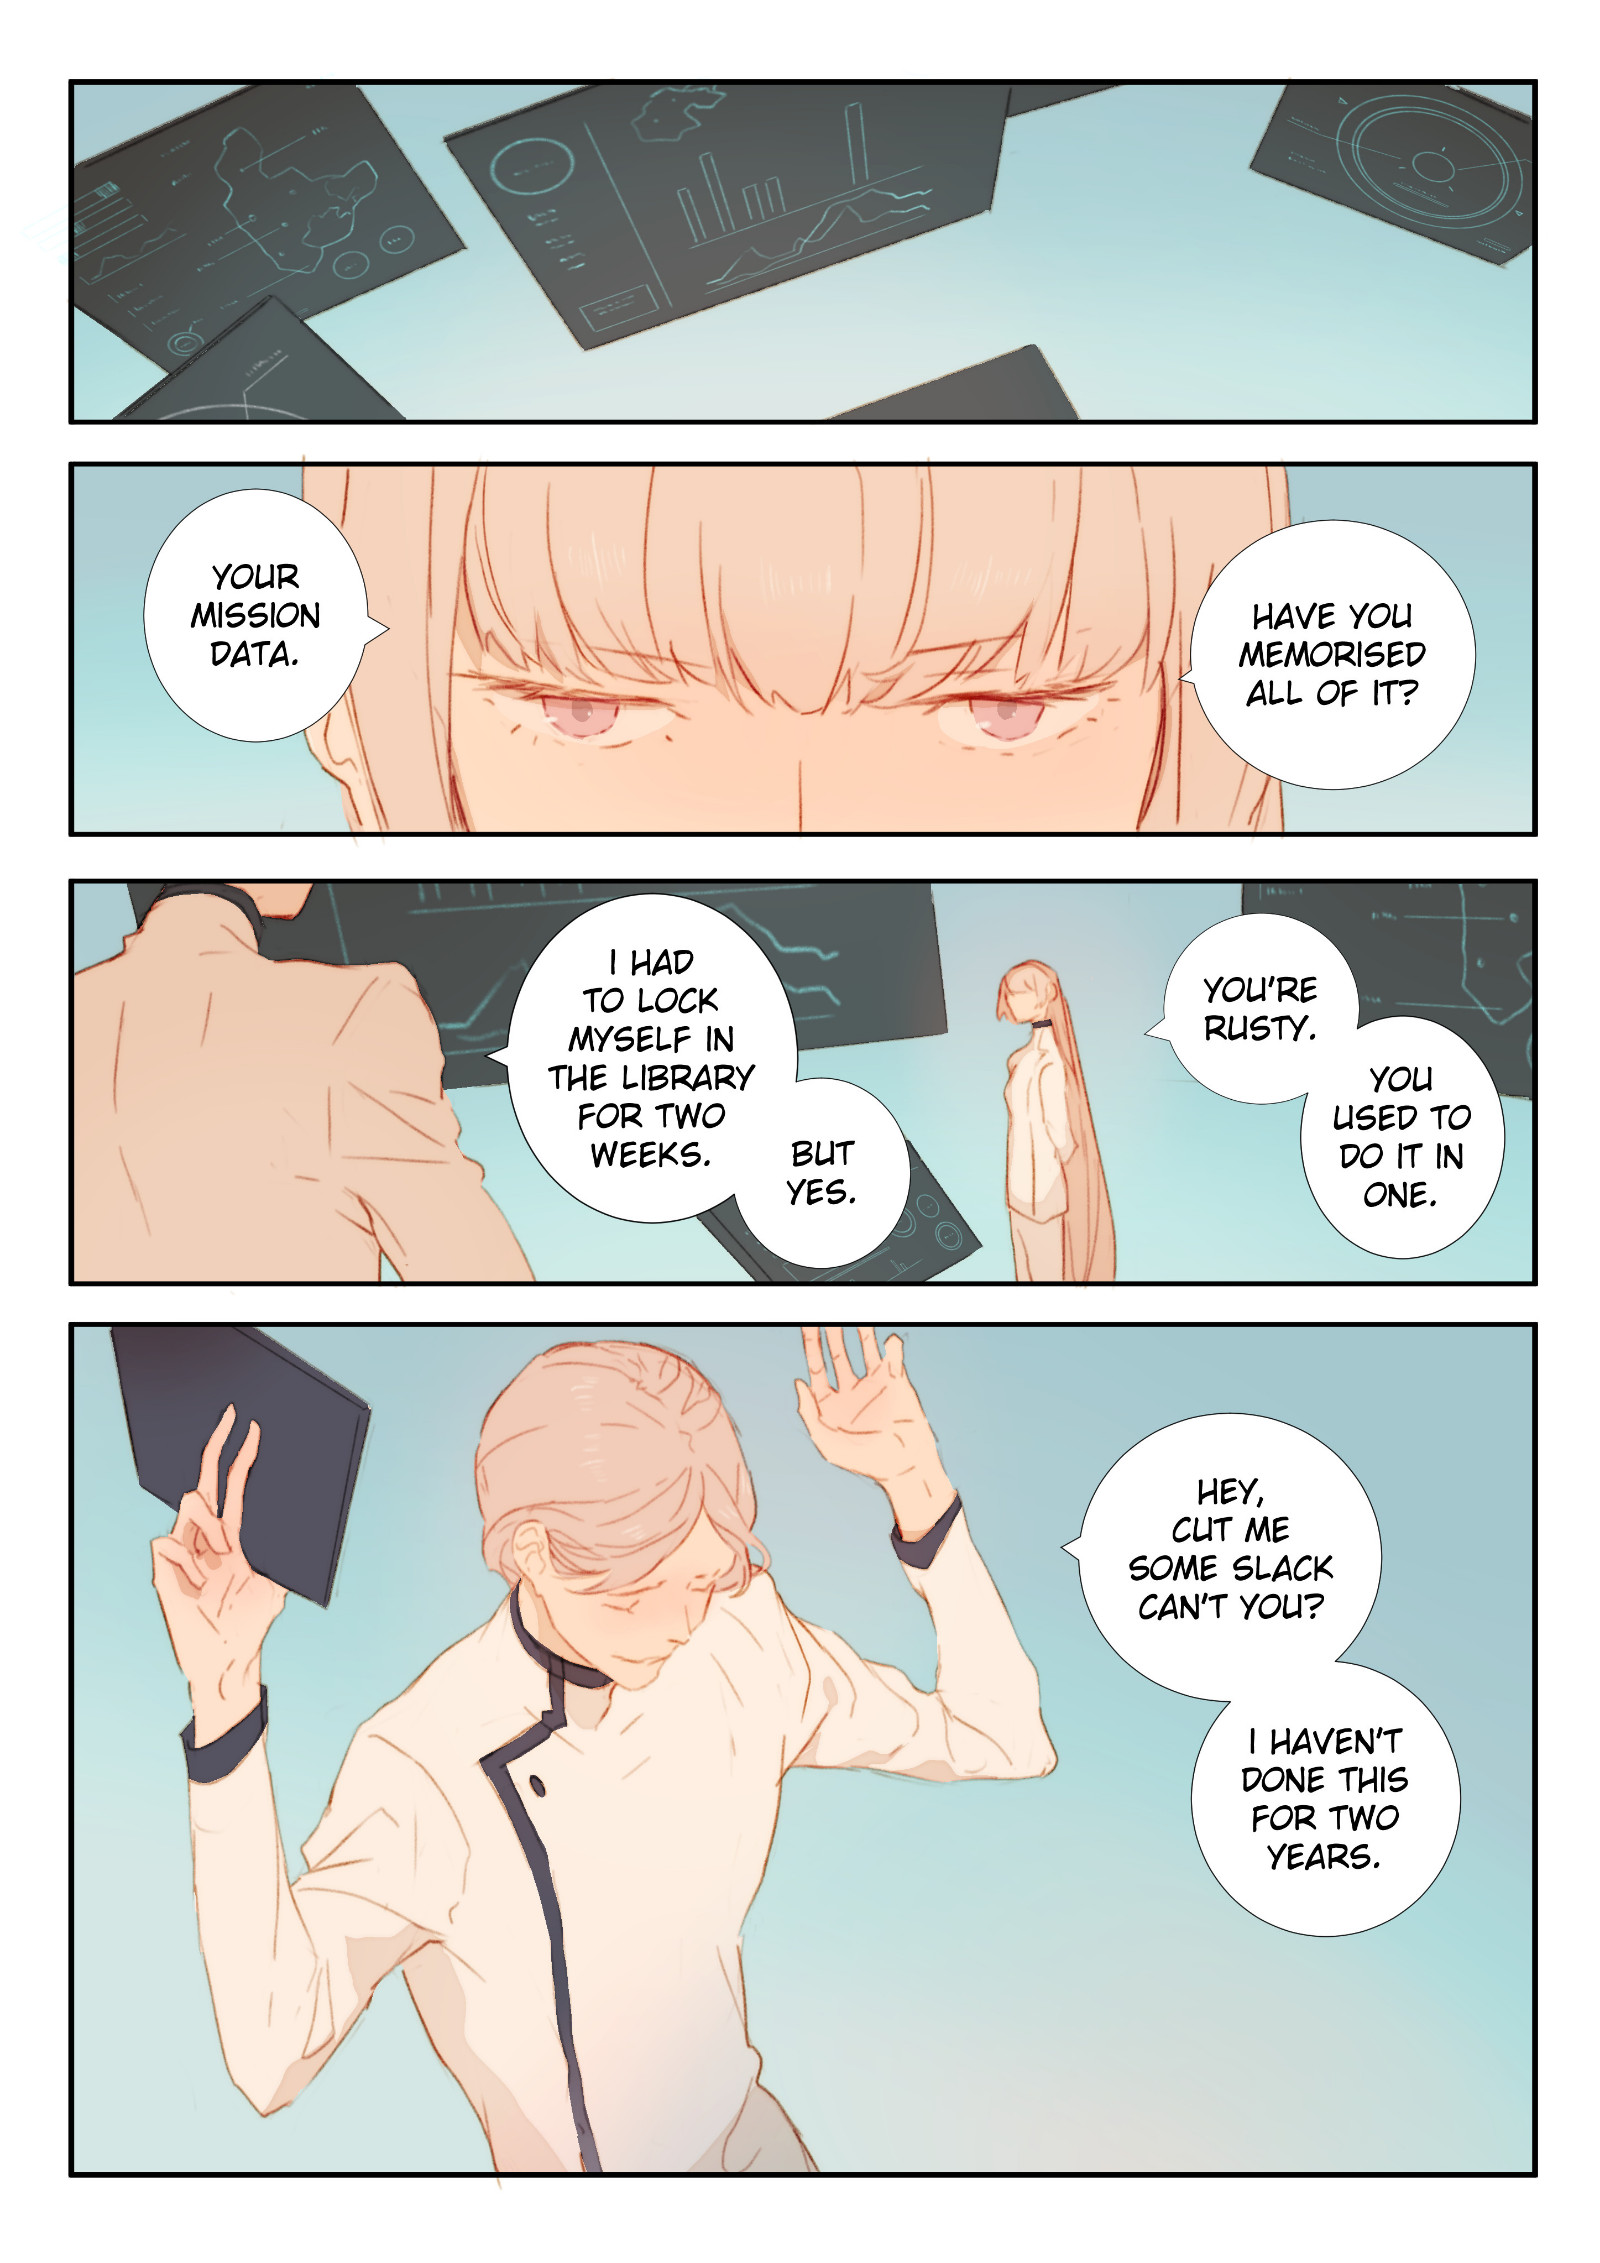 YOUR
MISSION
DATA.
HAVE YOU
MEMORISED
ALL OF IT?
I HAD
TO LOCK
MYSELF IN
THE LIBRARY
FOR TWO
WEEKS.
BUT
YES.
YOU'RE
RUSTY.
YOU
USED TO
DO IT IN
ONE.
HEY,
CUT ME
SOME SLACK
CAN'T YOU?
I HAVEN'T
DONE THIS
FOR TWO
YEARS.